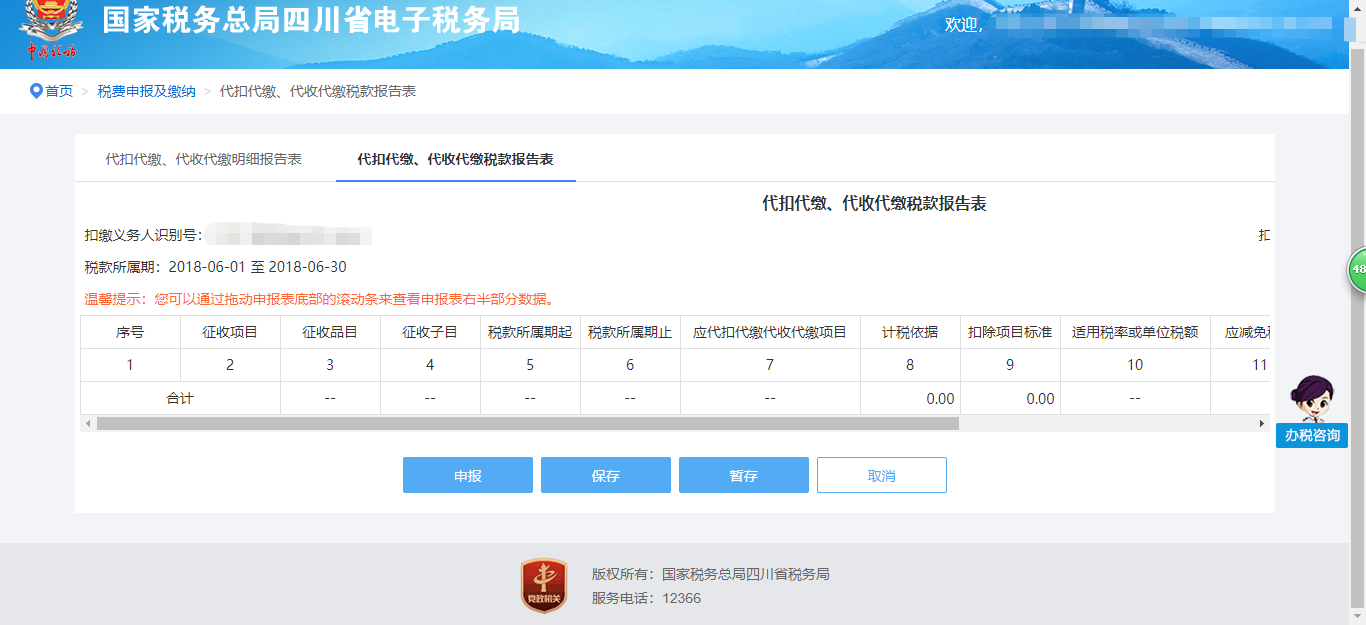 国家税务总局四川省电子税务局
欢迎,
中国税务
首页 > 税费申报及缴纳 > 代扣代缴、代收代缴税款报告表
代扣代缴、代收代缴明细报告表 代扣代缴、代收代缴税款报告表
代扣代缴、代收代缴税款报告表
扣缴义务人识别号: 扣
税款所属期: 2018-06-01 至 2018-06-30
温馨提示: 您可以通过拖动申报表底部的滚动条来查看申报表右半部分数据。
序号 征收项目 征收品目 征收子目 税款所属期起 税款所属期止 应代扣代缴代收代缴项目 计税依据 扣除项目标准 适用税率或单位税额 应减免
1 2 3 4 5 6 7 8 9 10 11
合计 -- -- -- -- -- 0.00 0.00 --
48
办税咨询
申报 保存 暂存 取消
党政机关
版权所有: 国家税务总局四川省税务局
服务电话: 12366